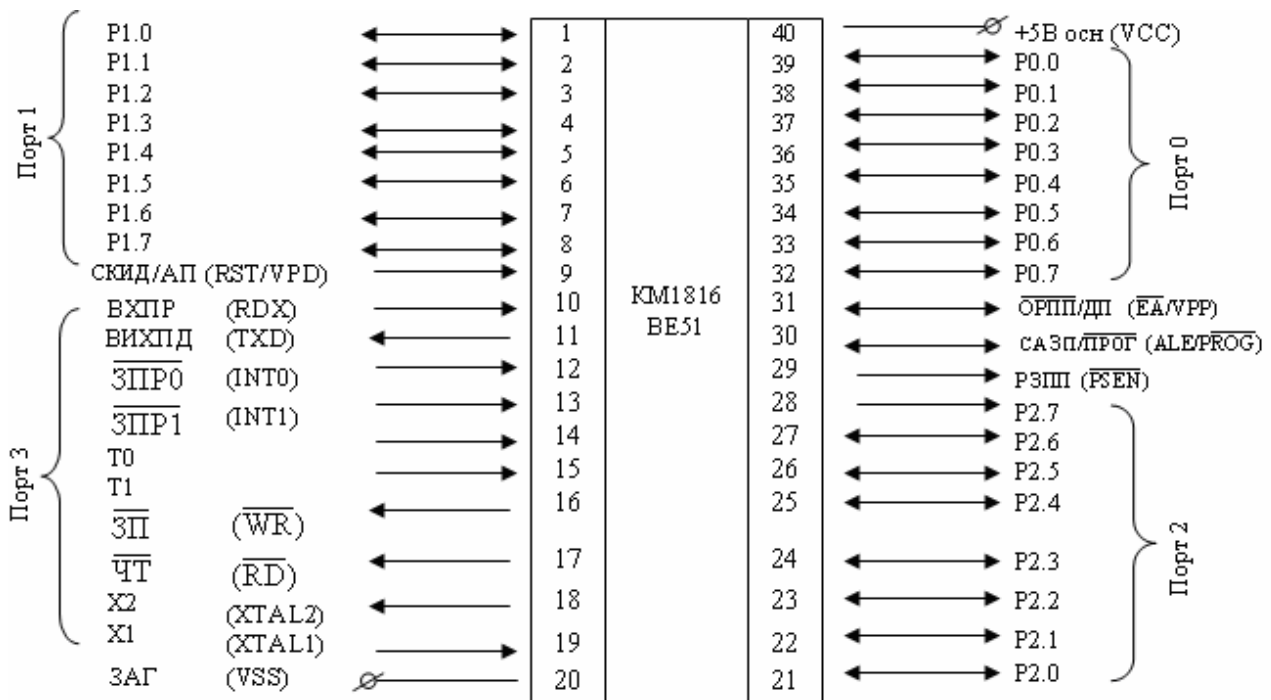 Порт 1
P1.0 1
P1.1 2
P1.2 3
P1.3 4
P1.4 5
P1.5 6
P1.6 7
P1.7 8
СКИД/АП (RST/VPD) 9
Порт 3
ВХПР (RDX) 10
ВИХПД (TXD) 11
ЗПР0 (INT0) 12
ЗПР1 (INT1) 13
T0 14
T1 15
ЗП (WR) 16
ЧТ (RD) 17
X2 (XTAL2) 18
X1 (XTAL1) 19
ЗАГ (VSS) 20
КМ1816
ВЕ51
40 +5В осн (VCC)
39 P0.0
38 P0.1
37 P0.2
36 P0.3
35 P0.4
34 P0.5
33 P0.6
32 P0.7
Порт 0
31 ОРПП/ДП (EA/VPP)
30 САЗП/ПРОГ (ALE/PROG)
29 РЗПП (PSEN)
28 P2.7
27 P2.6
26 P2.5
25 P2.4
24 P2.3
23 P2.2
22 P2.1
21 P2.0
Порт 2